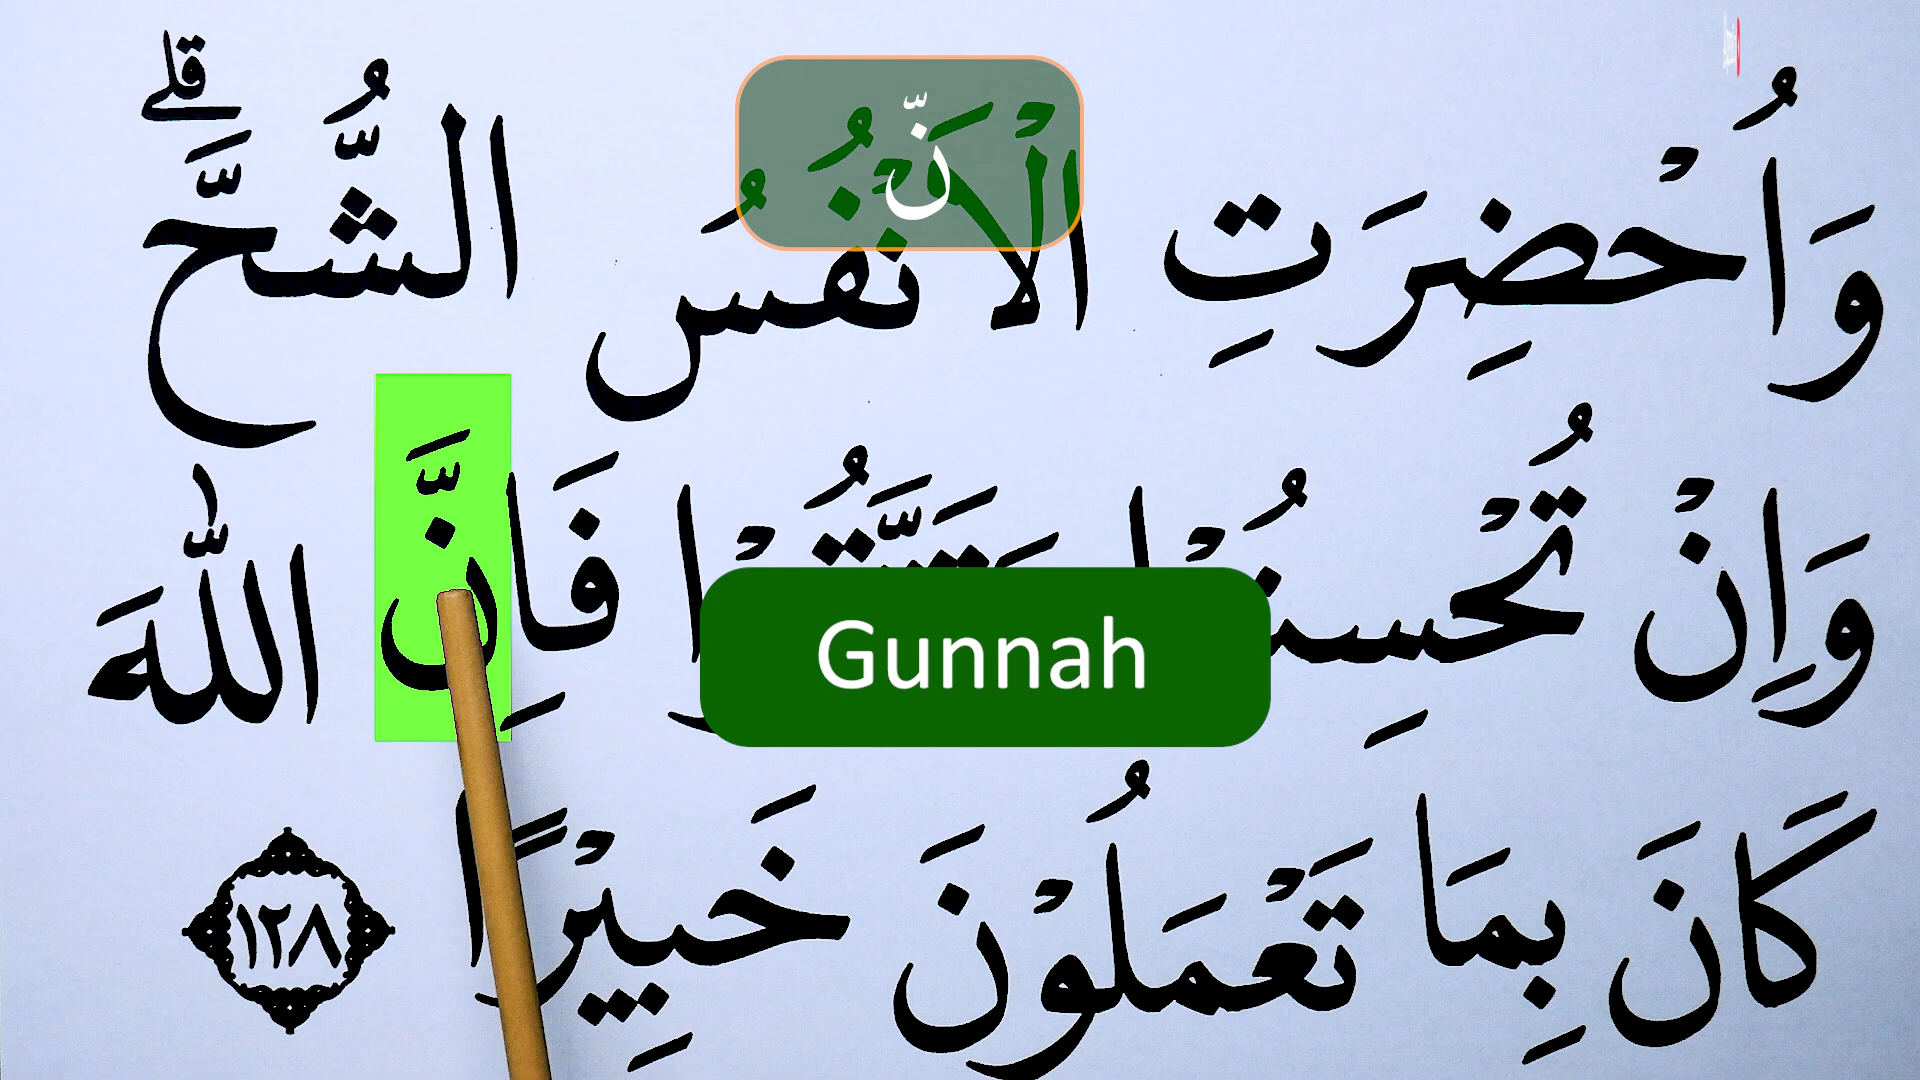 نّ
وَاُحْضِرَتِ الْاَنْفُسُ الشُّحَّ ۗ
وَاِنْ تُحْسِنُوْا وَتَتَّقُوْا فَاِنَّ اللّٰهَ
Gunnah
كَانَ بِمَا تَعْمَلُوْنَ خَبِيْرًا ١٢٨